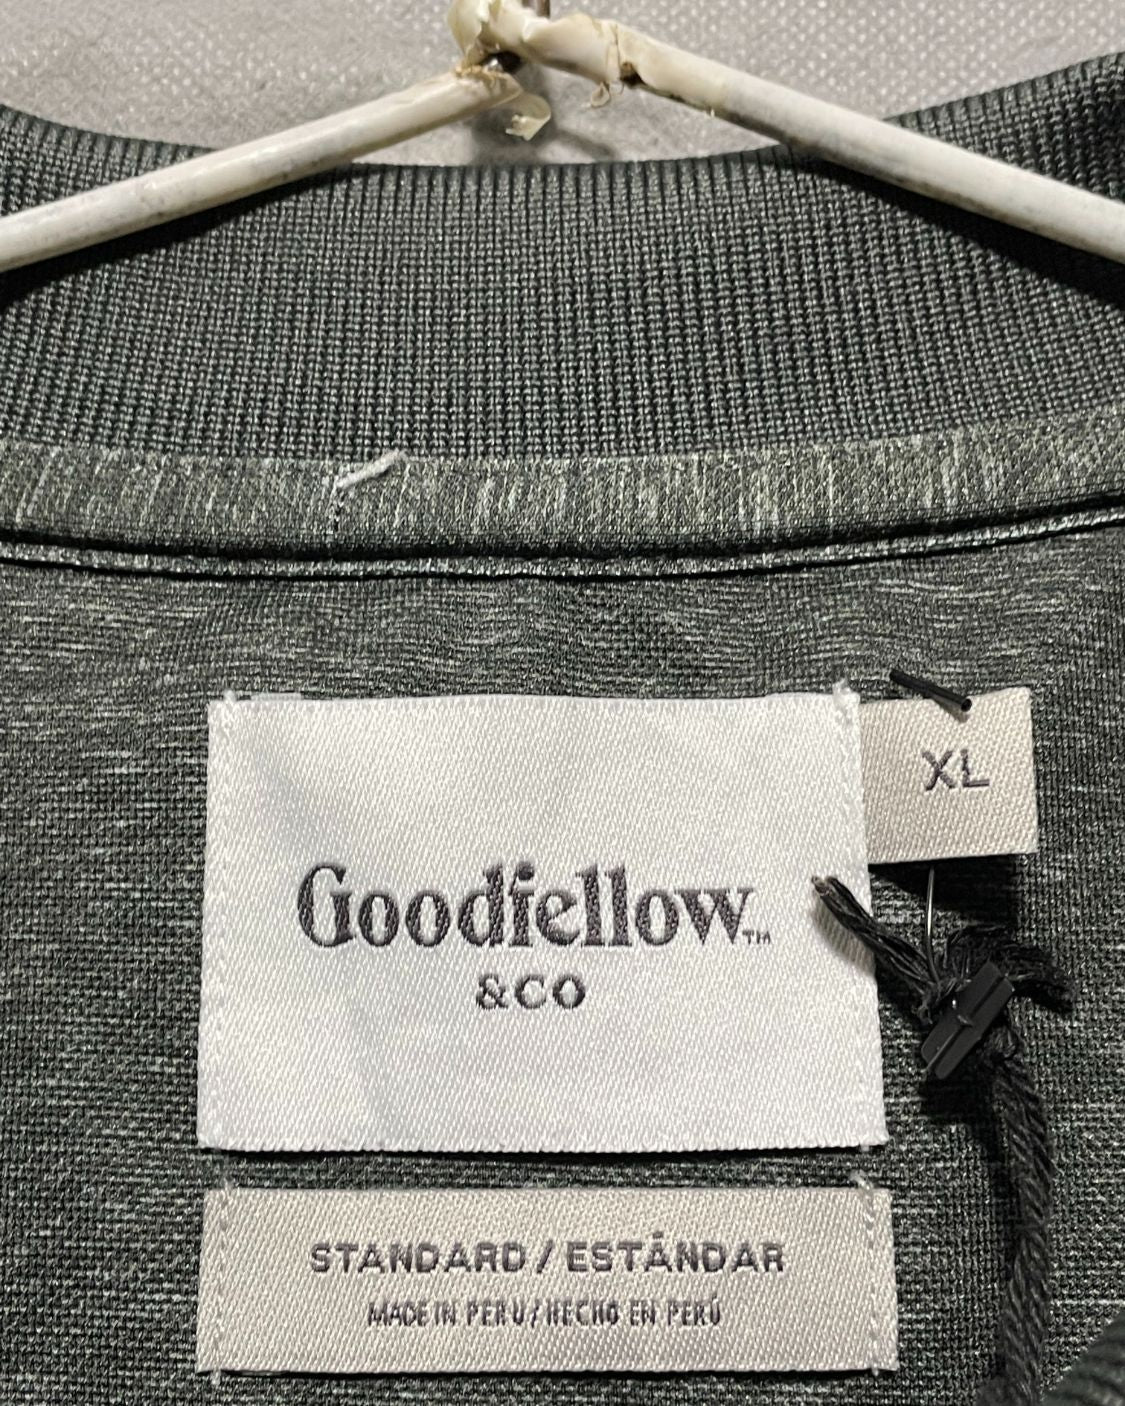 XL
Goodfellow™
&CO
STANDARD / ESTÁNDAR
MADE IN PERU / HECHO EN PERÚ